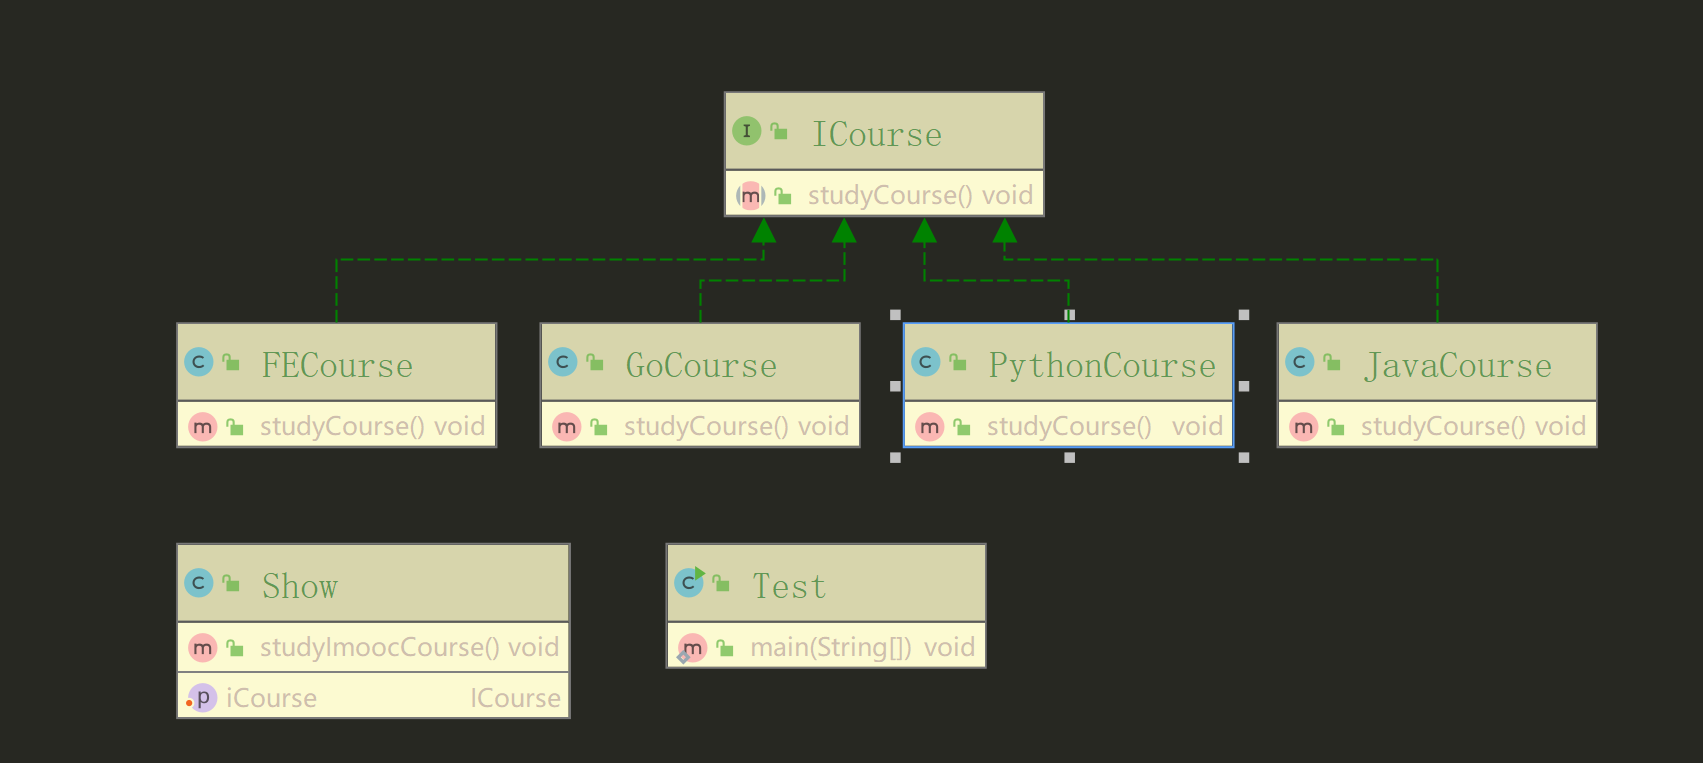 I ICourse
m studyCourse() void
C FECourse
m studyCourse() void
C GoCourse
m studyCourse() void
C PythonCourse
m studyCourse() void
C JavaCourse
m studyCourse() void
C Show
m studyImoocCourse() void
p iCourse ICourse
C Test
m main(String[]) void